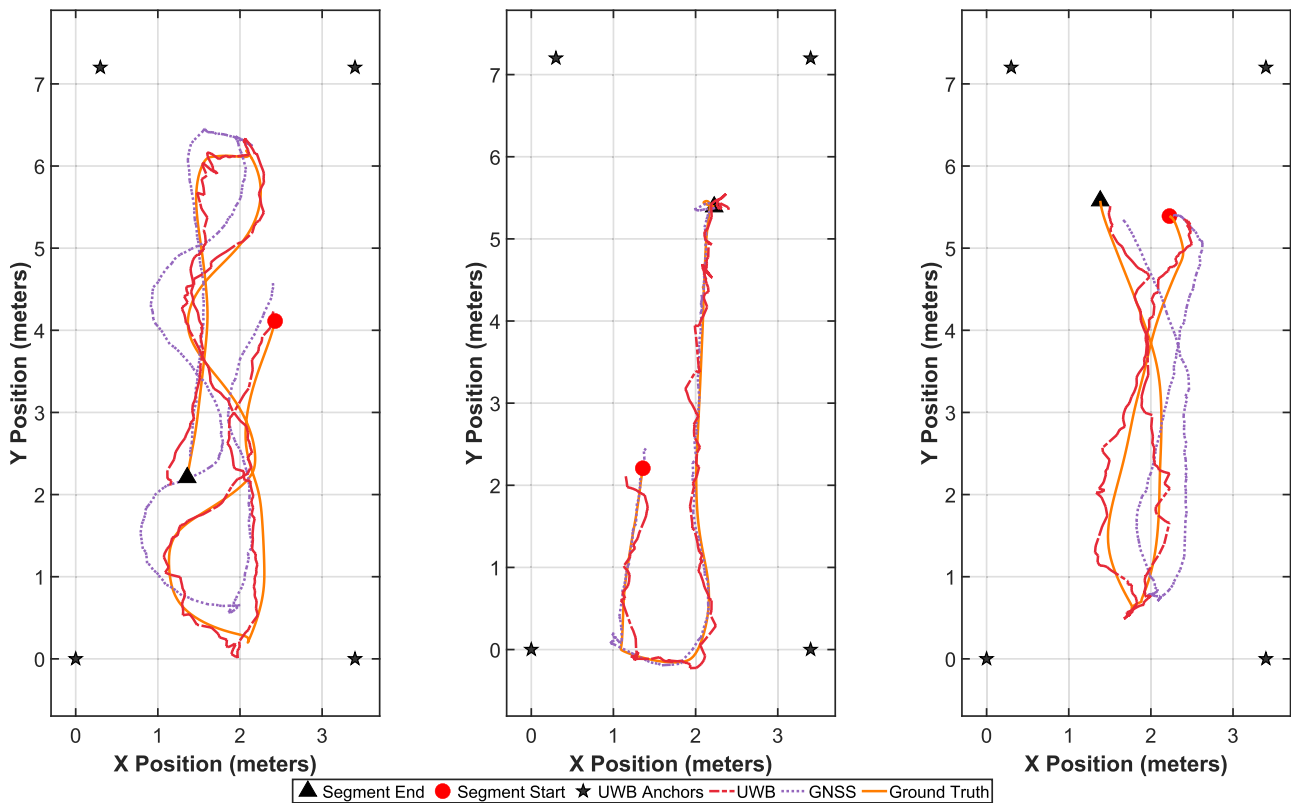 7
6
5
4
3
2
1
0
Y Position (meters)
0 1 2 3
X Position (meters)
7
6
5
4
3
2
1
0
Y Position (meters)
0 1 2 3
X Position (meters)
7
6
5
4
3
2
1
0
Y Position (meters)
0 1 2 3
X Position (meters)
Segment End Segment Start UWB Anchors UWB GNSS Ground Truth